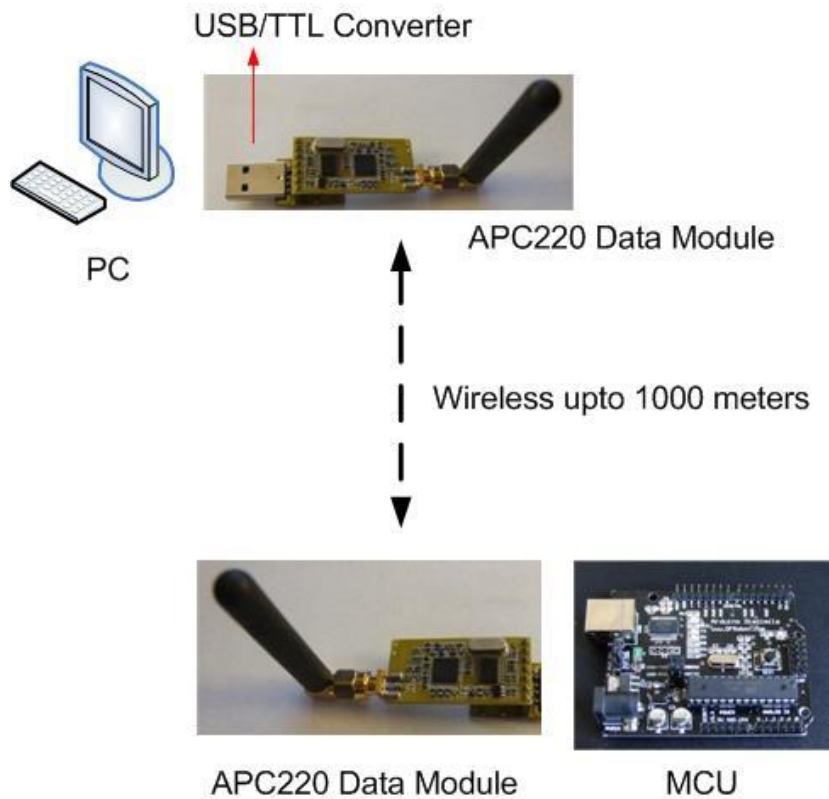 USB/TTL Converter
PC
APC220 Data Module
Wireless upto 1000 meters
APC220 Data Module
MCU